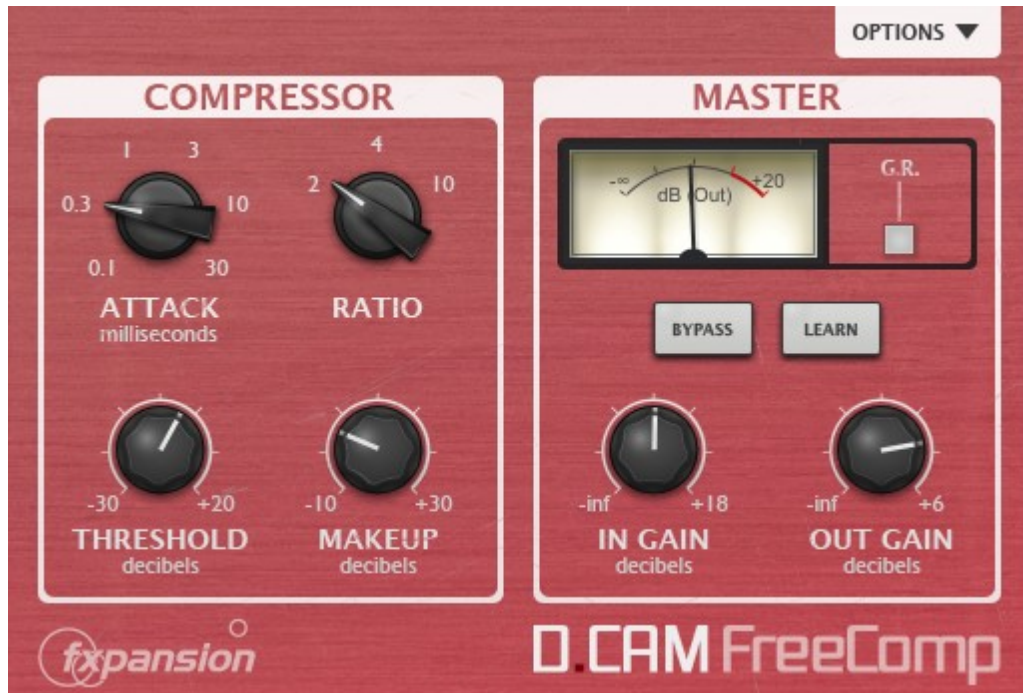 OPTIONS
COMPRESSOR
1 3
0.3 10
0.1 30
ATTACK
milliseconds
4
2 10
RATIO
-30 +20
THRESHOLD
decibels
-10 +30
MAKEUP
decibels
MASTER
-∞ +20
dB (Out)
G.R.
BYPASS LEARN
-inf +18
IN GAIN
decibels
-inf +6
OUT GAIN
decibels
fxpansion
D.CAM FreeComp